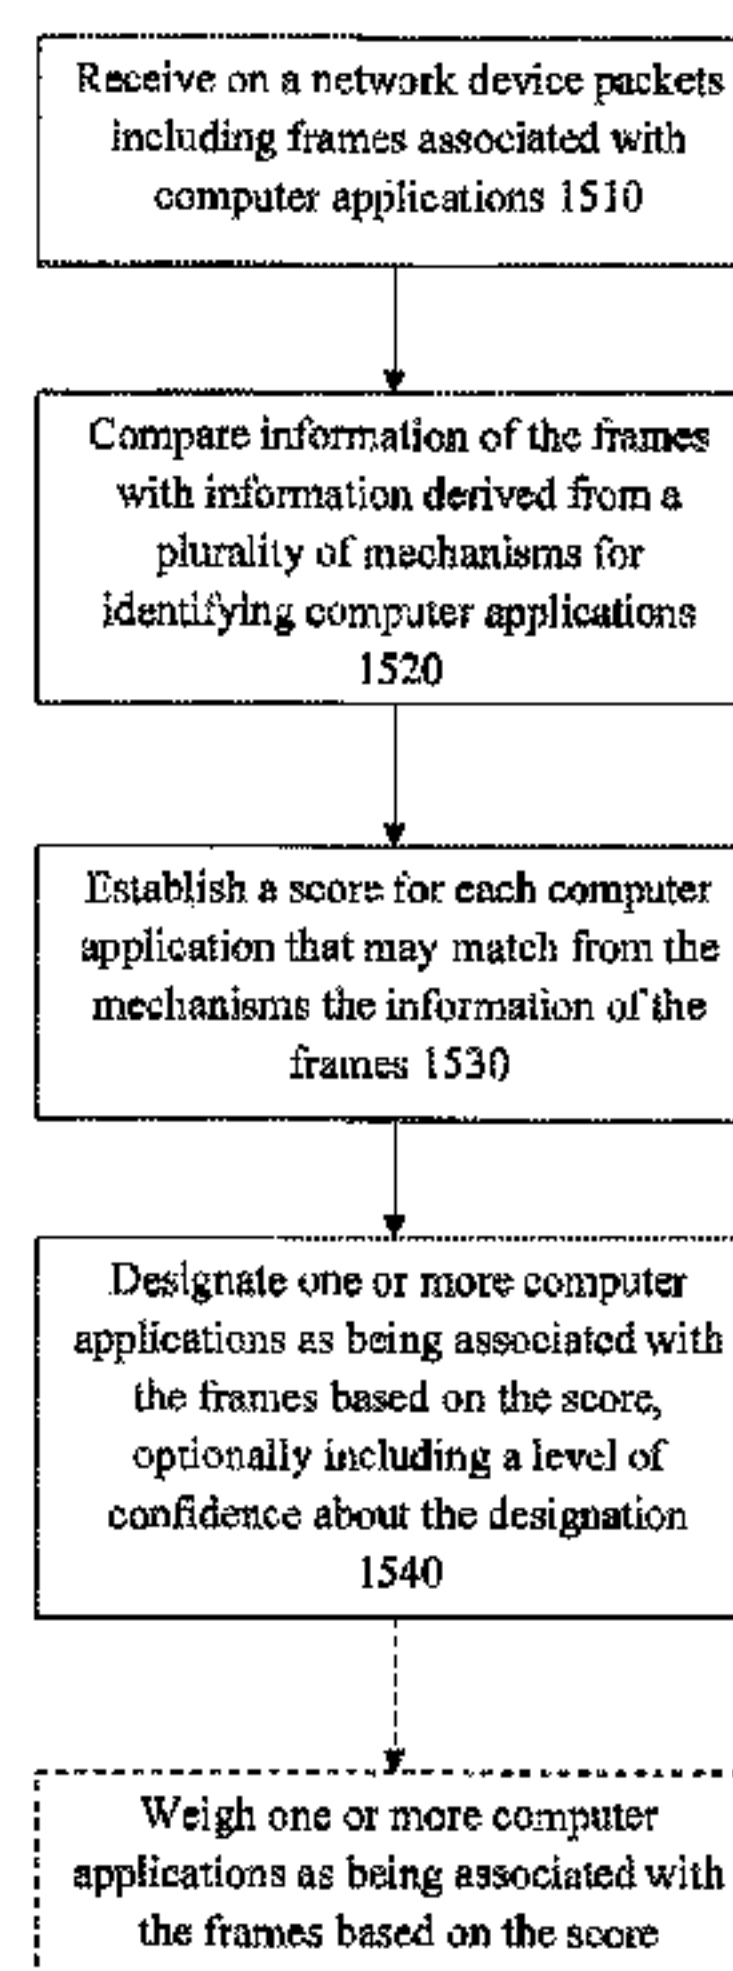 Receive on a network device packets
including frames associated with
computer applications 1510
Compare information of the frames
with information derived from a
plurality of mechanisms for
identifying computer applications
1520
Establish a score for each computer
application that may match from the
mechanisms the information of the
frames 1530
Designate one or more computer
applications as being associated with
the frames based on the score,
optionally including a level of
confidence about the designation
1540
Weigh one or more computer
applications as being associated with
the frames based on the score